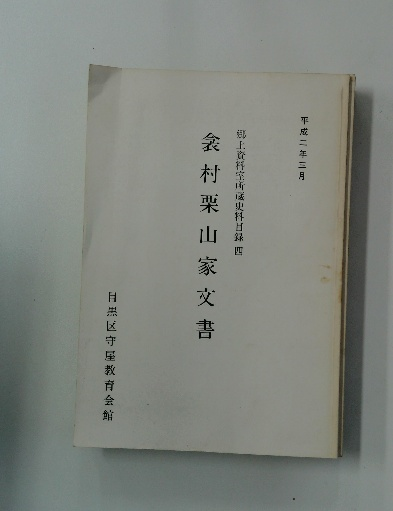 平成二年三月
郷土資料室所蔵史料目録 四
衾村栗山家文書
目黒区守屋教育会館